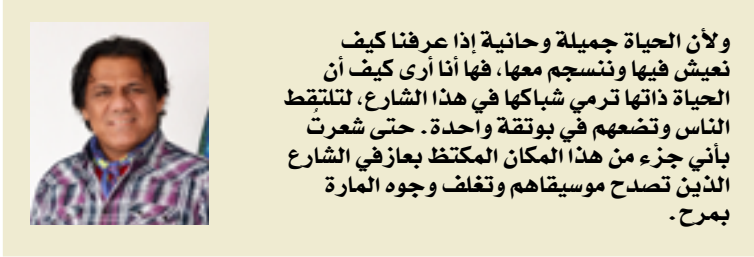 ولأن الحياة جميلة وحانية إذا عرفنا كيف
نعيش فيها وننسجم معها، فها أنا أرى كيف أن
الحياة ذاتها ترمي شباكها في هذا الشارع، لتلتقط
الناس وتضعهم في بوتقة واحدة. حتى شعرتُ
بأني جزء من هذا المكان المكتظ بعازفي الشارع
الذين تصدح موسيقاهم وتغلف وجوه المارة
بمرح.